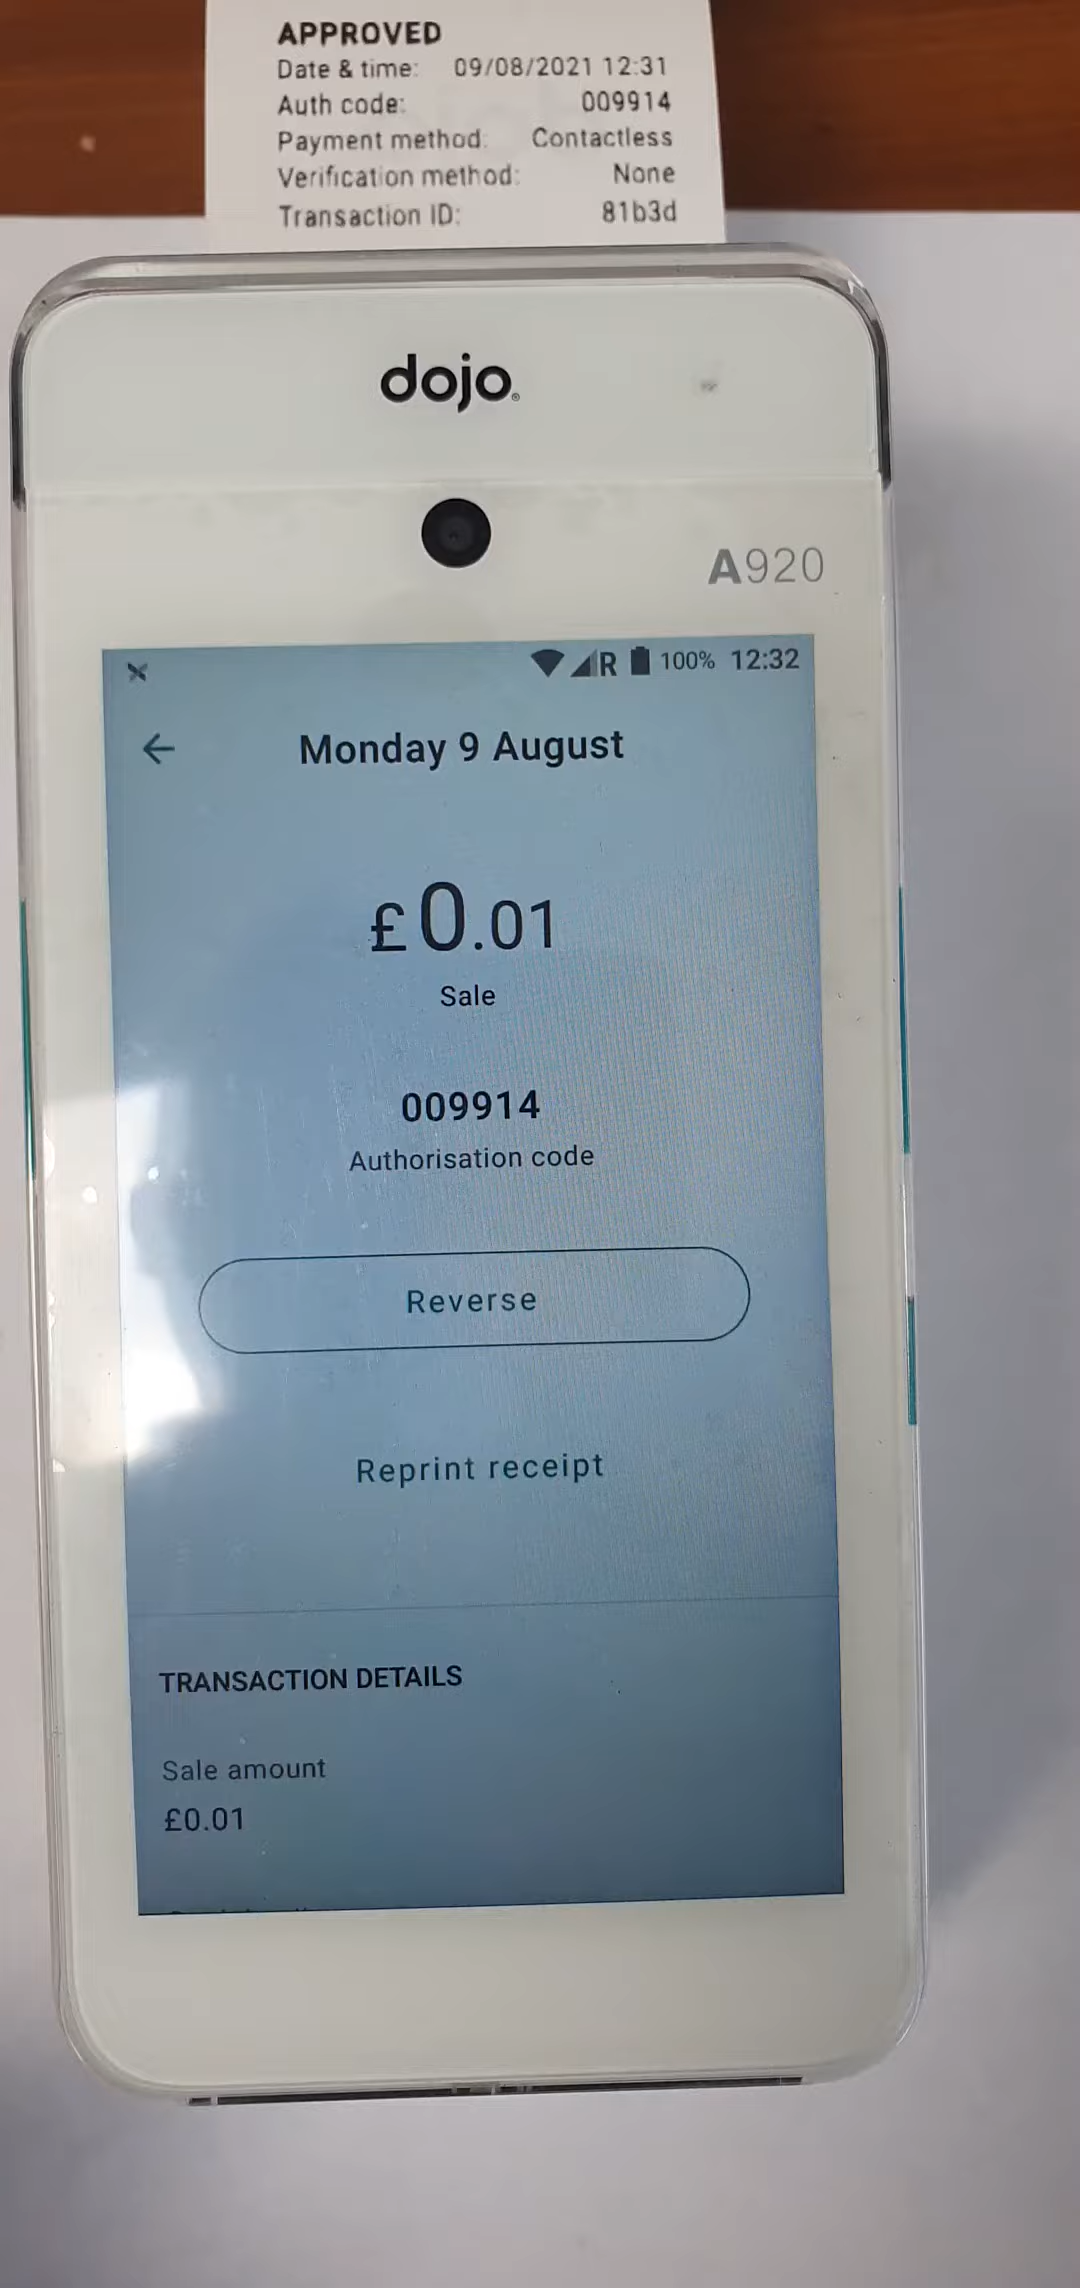 APPROVED
Date & time: 09/08/2021 12:31
Auth code: 009914
Payment method: Contactless
Verification method: None
Transaction ID: 81b3d
dojo®
A920
R 100% 12:32
Monday 9 August
£0.01
Sale
009914
Authorisation code
Reverse
Reprint receipt
TRANSACTION DETAILS
Sale amount
£0.01